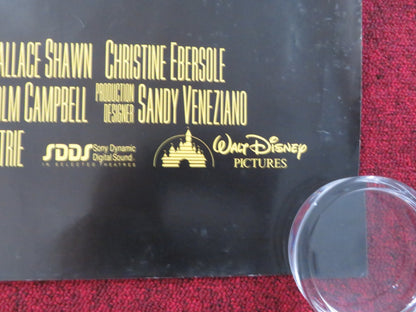 ALLACE SHAWN CHRISTINE EBERSOLE
LM CAMPBELL PRODUCTION DESIGNER SANDY VENEZIANO
TRIE SDDS Sony Dynamic Digital Sound
IN SELECTED THEATRES
WALT DISNEY
PICTURES